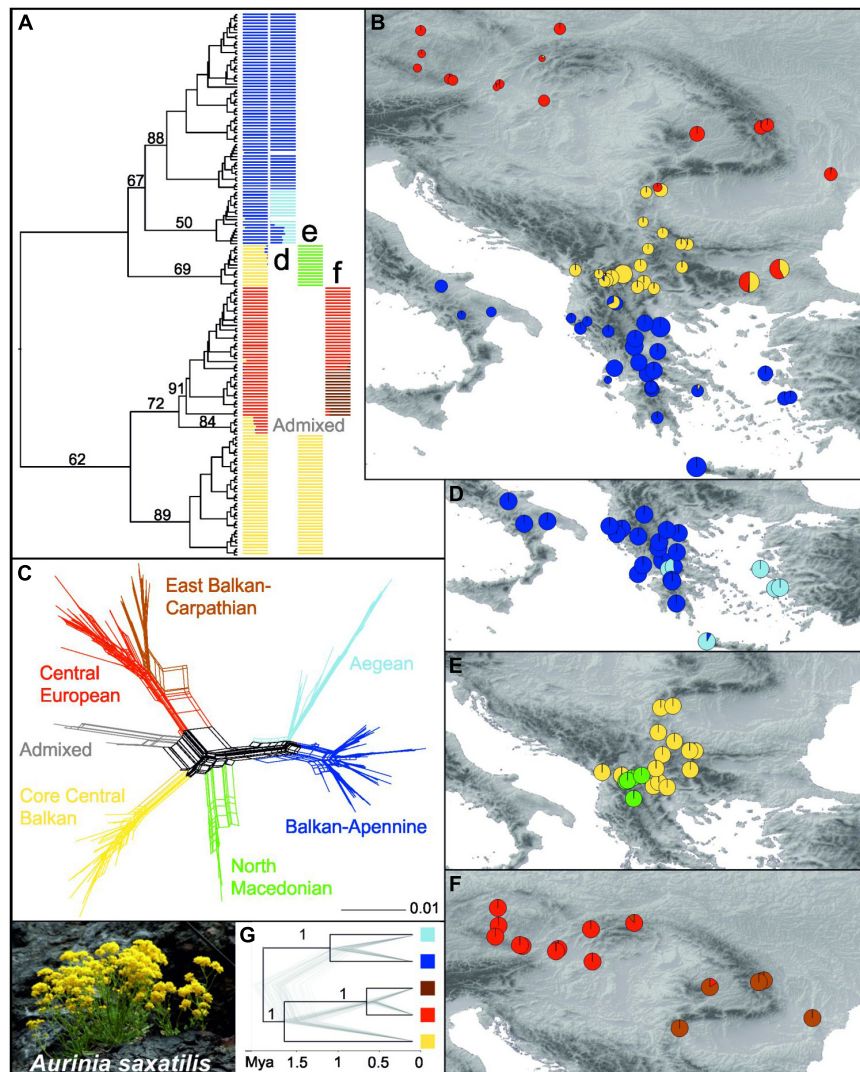 A
88
67
50
69
d
e
f
91
72
84
Admixed
62
89
B
C
East Balkan-
Carpathian
Central
European
Aegean
Admixed
Core Central
Balkan
Balkan-Apennine
North
Macedonian
0.01
D
E
F
Aurinia saxatilis
G
1
1
1
Mya
1.5
1
0.5
0